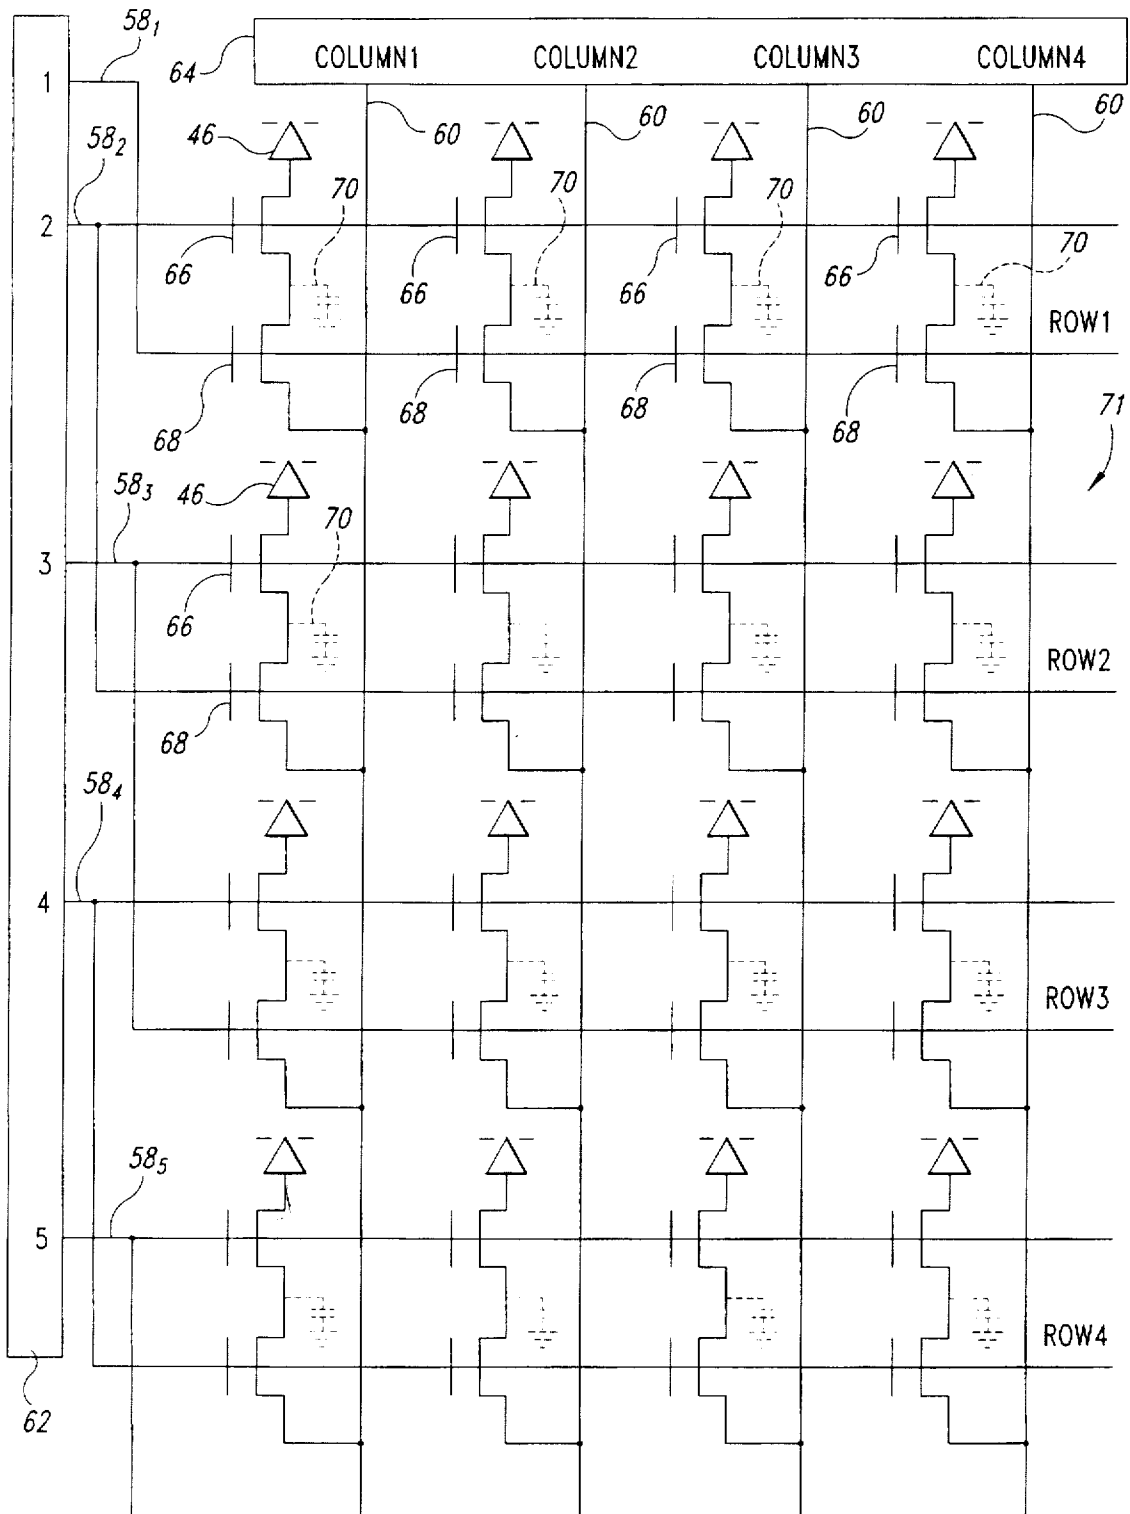 58₁
64 COLUMN1 COLUMN2 COLUMN3 COLUMN4
1
46 60 60 60 60
58₂
70 70 70
2
66 66 66 66 70
ROW1
68 68 68 68
71
46
58₃
70
3
66
ROW2
68
58₄
4
ROW3
58₅
5
ROW4
62